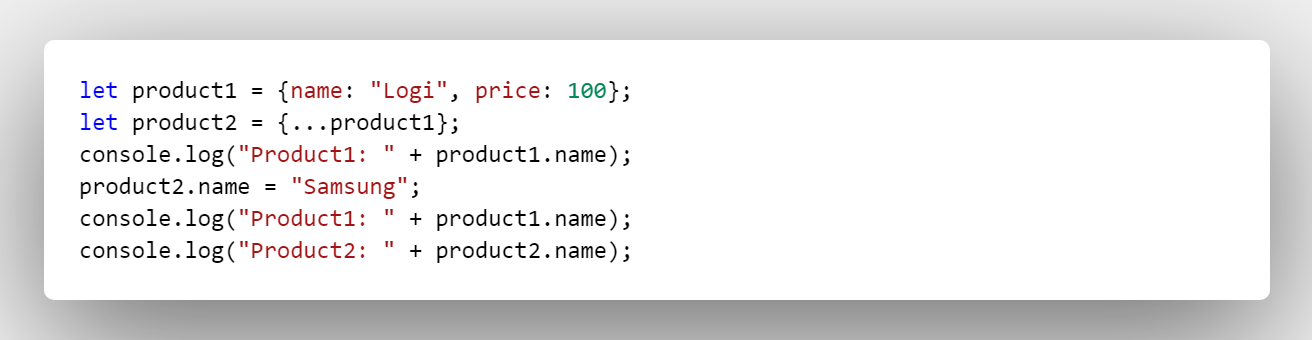 let product1 = {name: "Logi", price: 100};
let product2 = {...product1};
console.log("Product1: " + product1.name);
product2.name = "Samsung";
console.log("Product1: " + product1.name);
console.log("Product2: " + product2.name);